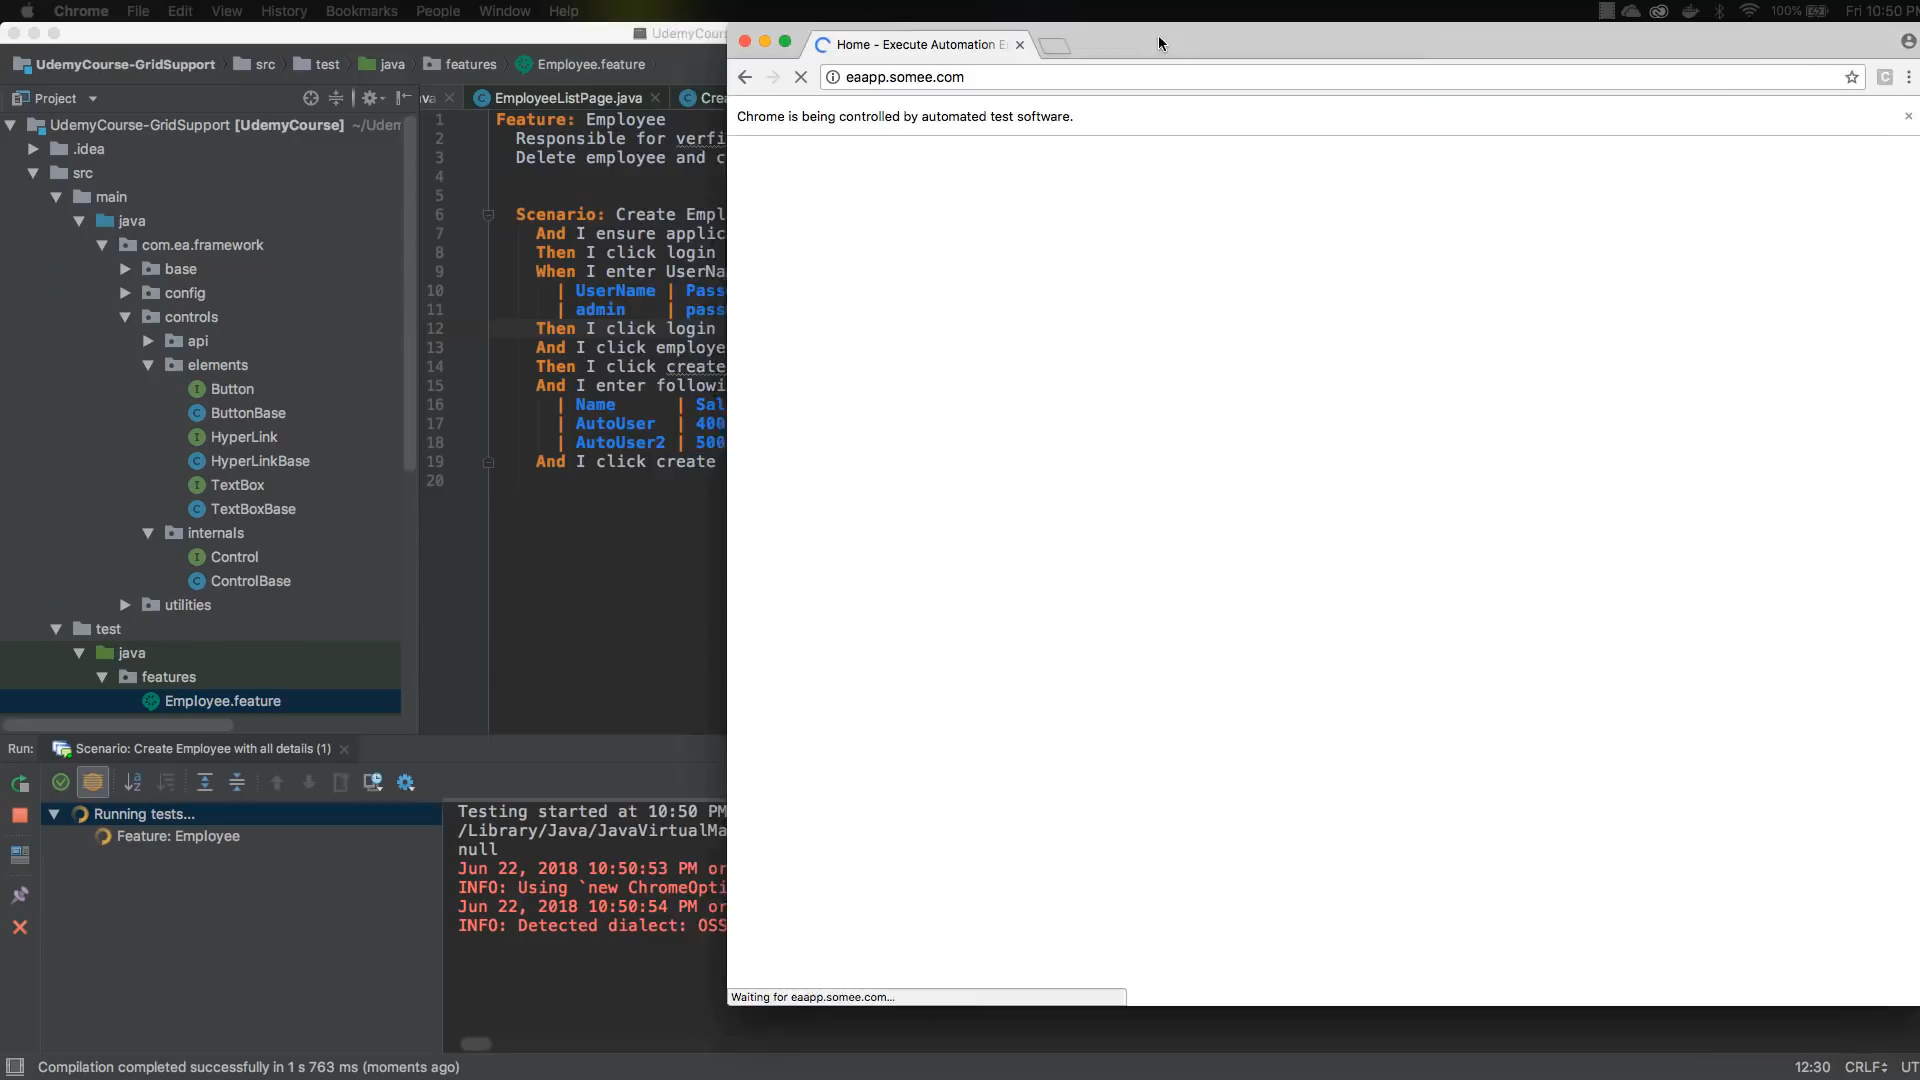 Chrome File Edit View History Bookmarks People Window Help 100% Fri 10:50 P
UdemyCour
Home - Execute Automation E
UdemyCourse-GridSupport src test java features Employee.feature
eaapp.somee.com
Project
va EmployeeListPage.java Cre
Chrome is being controlled by automated test software.
UdemyCourse-GridSupport [UdemyCourse] ~/Udem
.idea
src
main
java
com.ea.framework
base
config
controls
api
elements
Button
ButtonBase
HyperLink
HyperLinkBase
TextBox
TextBoxBase
internals
Control
ControlBase
utilities
test
java
features
Employee.feature
1 Feature: Employee
2 Responsible for verfi
3 Delete employee and c
4
5
6 Scenario: Create Empl
7 And I ensure applic
8 Then I click login
9 When I enter UserNa
10 | UserName | Pass
11 | admin | pass
12 Then I click login
13 And I click employe
14 Then I click create
15 And I enter followi
16 | Name | Sal
17 | AutoUser | 400
18 | AutoUser2 | 500
19 And I click create
20
Run: Scenario: Create Employee with all details (1)
Running tests...
Feature: Employee
Testing started at 10:50 PM
/Library/Java/JavaVirtualMa
null
Jun 22, 2018 10:50:53 PM or
INFO: Using `new ChromeOpti
Jun 22, 2018 10:50:54 PM or
INFO: Detected dialect: OSS
Waiting for eaapp.somee.com...
Compilation completed successfully in 1 s 763 ms (moments ago) 12:30 CRLF UT